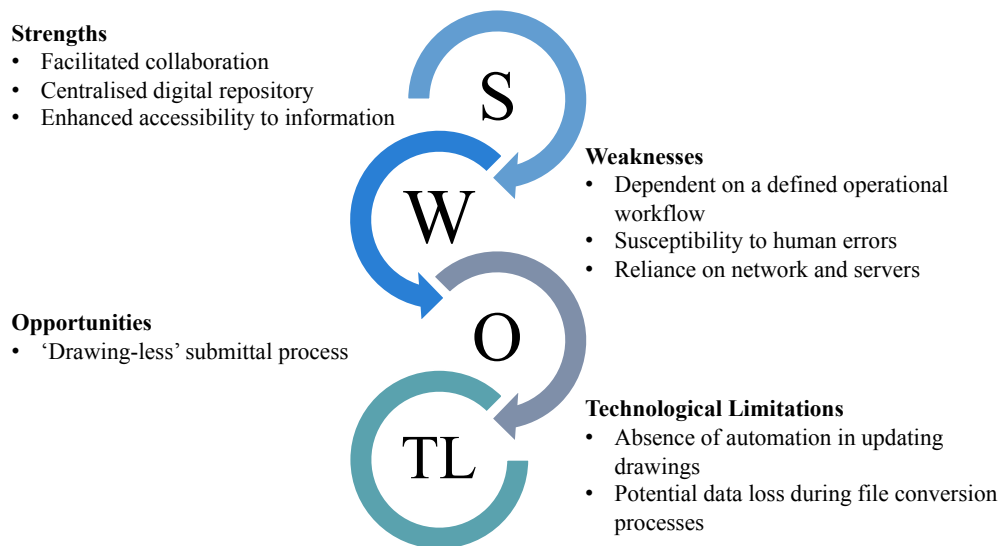 Strengths
• Facilitated collaboration
• Centralised digital repository
• Enhanced accessibility to information
S
Weaknesses
• Dependent on a defined operational
workflow
• Susceptibility to human errors
• Reliance on network and servers
W
Opportunities
• ‘Drawing-less’ submittal process
O
Technological Limitations
• Absence of automation in updating
drawings
• Potential data loss during file conversion
processes
TL